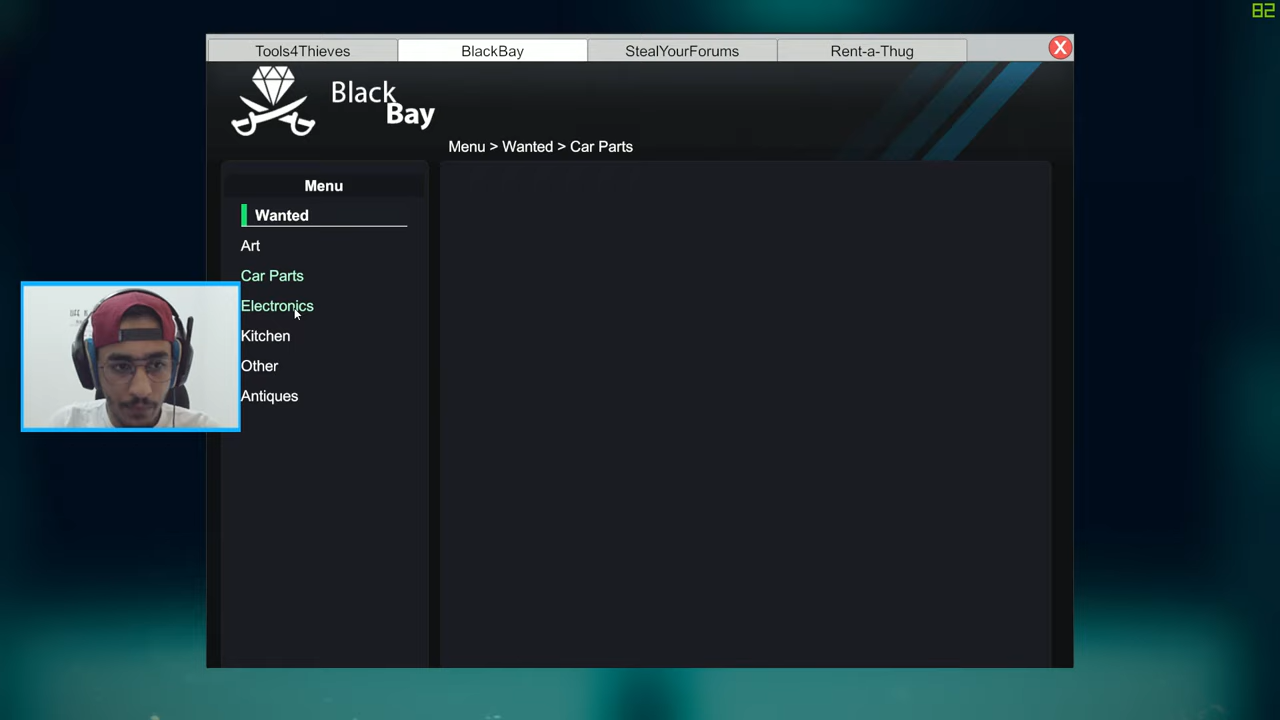 82
Tools4Thieves
BlackBay
StealYourForums
Rent-a-Thug
X
Black
Bay
Menu > Wanted > Car Parts
Menu
Wanted
Art
Car Parts
Electronics
Kitchen
Other
Antiques